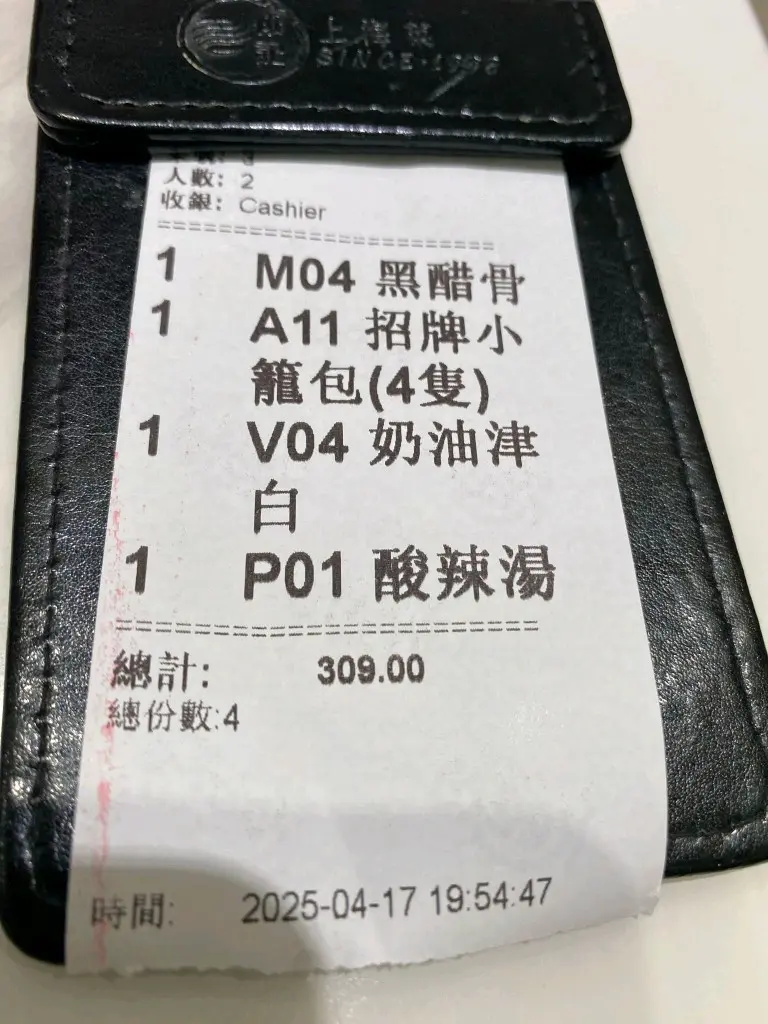 上海
SINCE·1998
人數: 2
收銀: Cashier
1 M04 黑醋骨
1 A11 招牌小
籠包(4隻)
1 V04 奶油津
白
1 P01 酸辣湯
總計: 309.00
總份數:4
時間: 2025-04-17 19:54:47